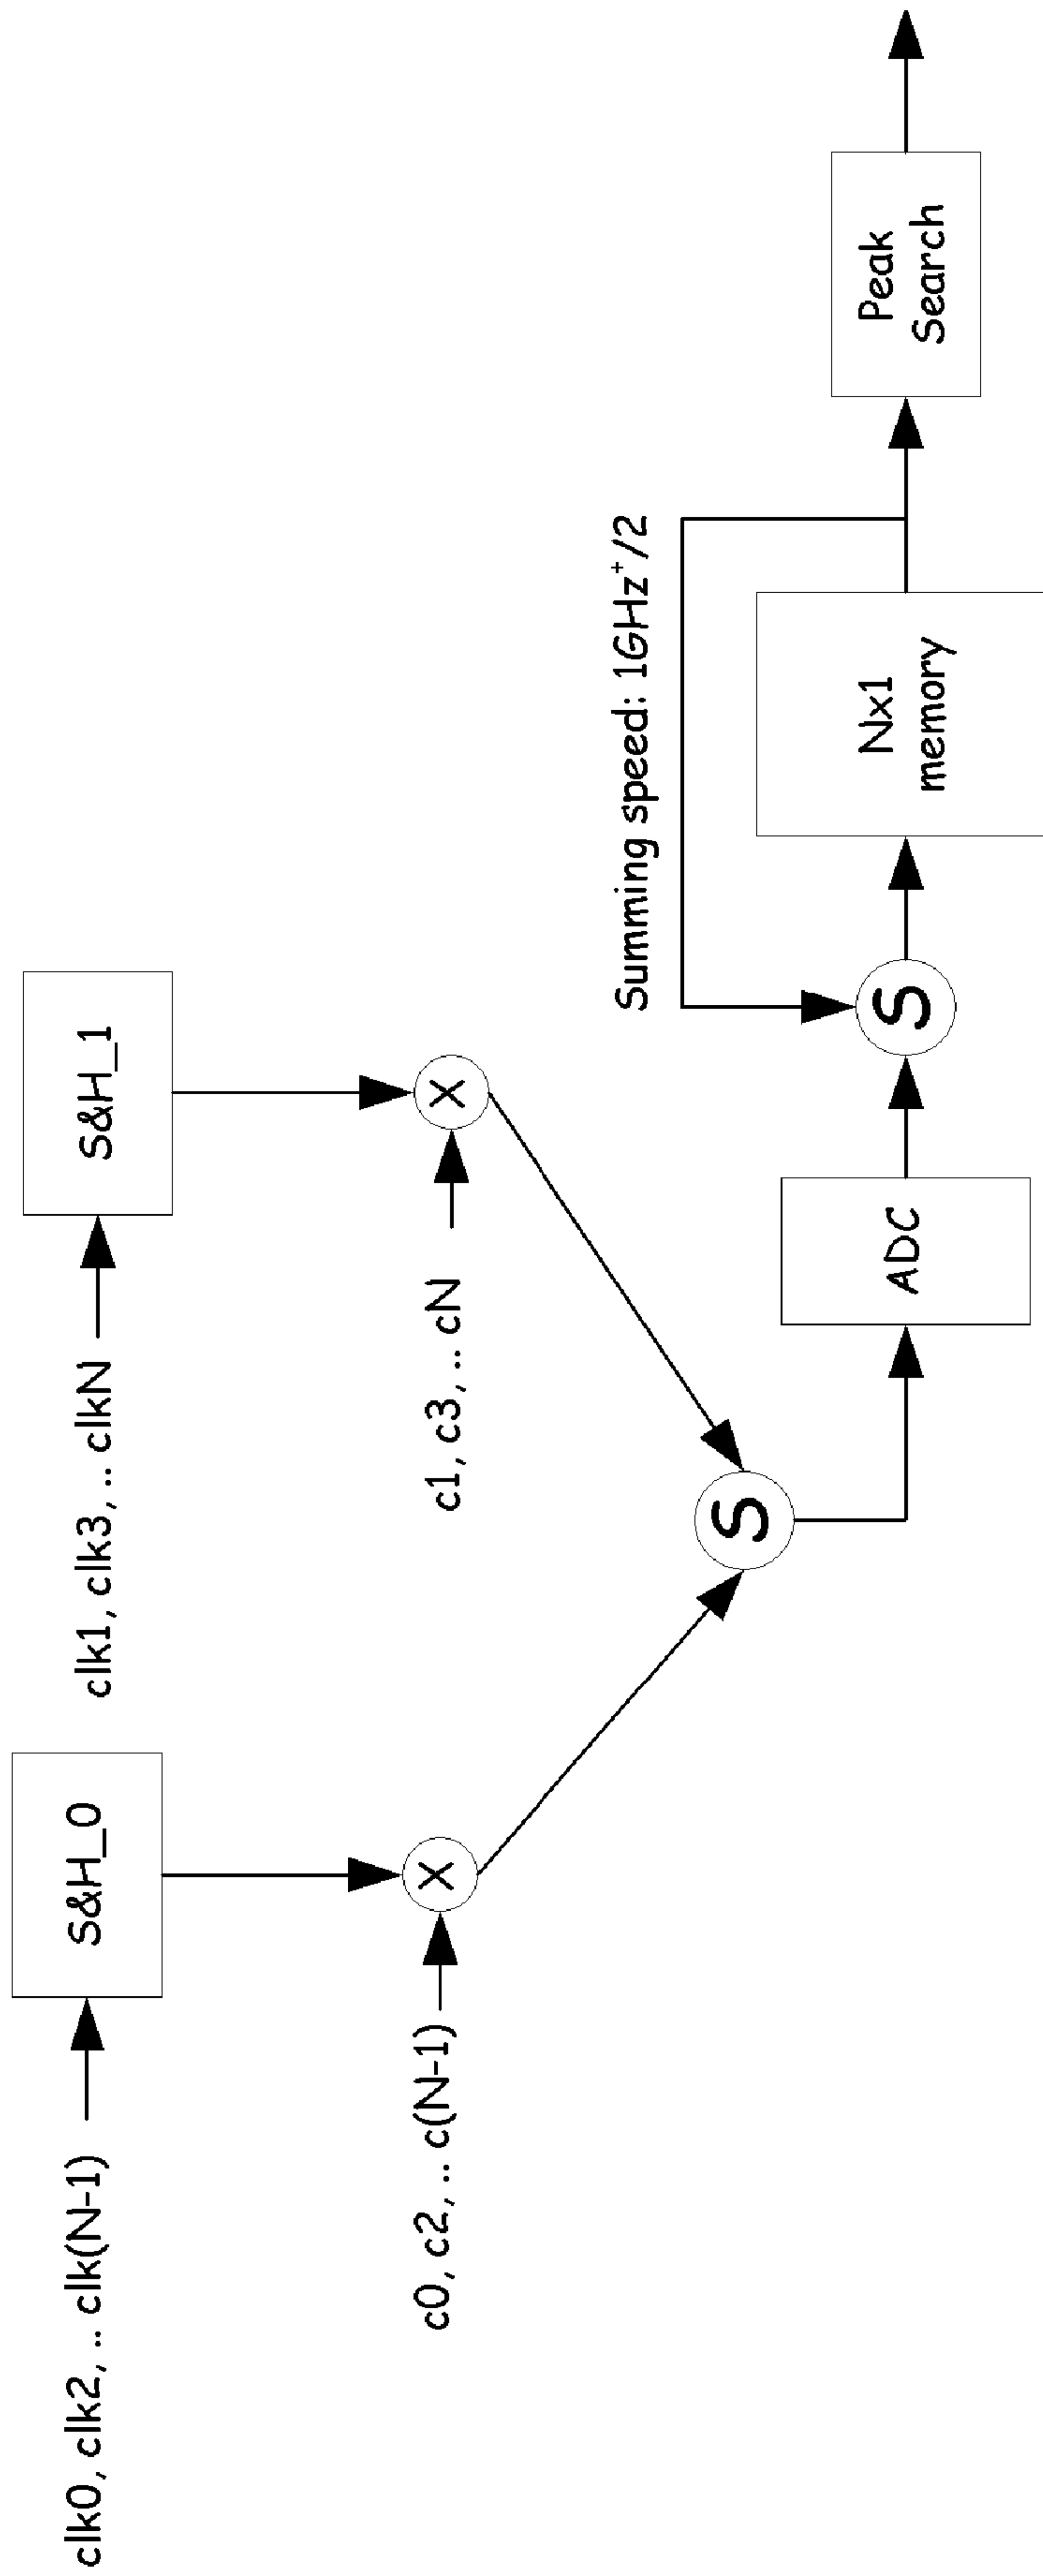 clk0, clk2, .. clk(N-1)
S&H_0
clk1, clk3, .. clkN
S&H_1
c0, c2, .. c(N-1)
X
c1, c3, .. cN
X
S
ADC
S
Summing speed: 1GHz⁺/2
Nx1
memory
Peak
Search